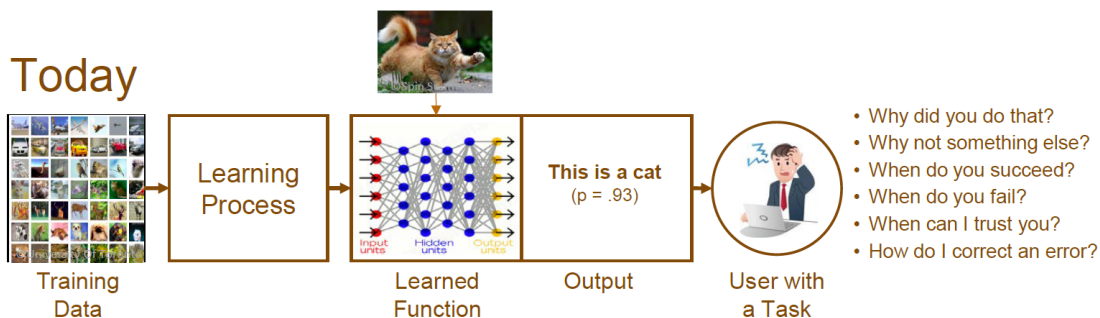 Today
©Spin
Learning
Process
This is a cat
(p = .93)
Input
units
Hidden
units
Output
units
Training
Data
Learned
Function
Output
User with
a Task
• Why did you do that?
• Why not something else?
• When do you succeed?
• When do you fail?
• When can I trust you?
• How do I correct an error?